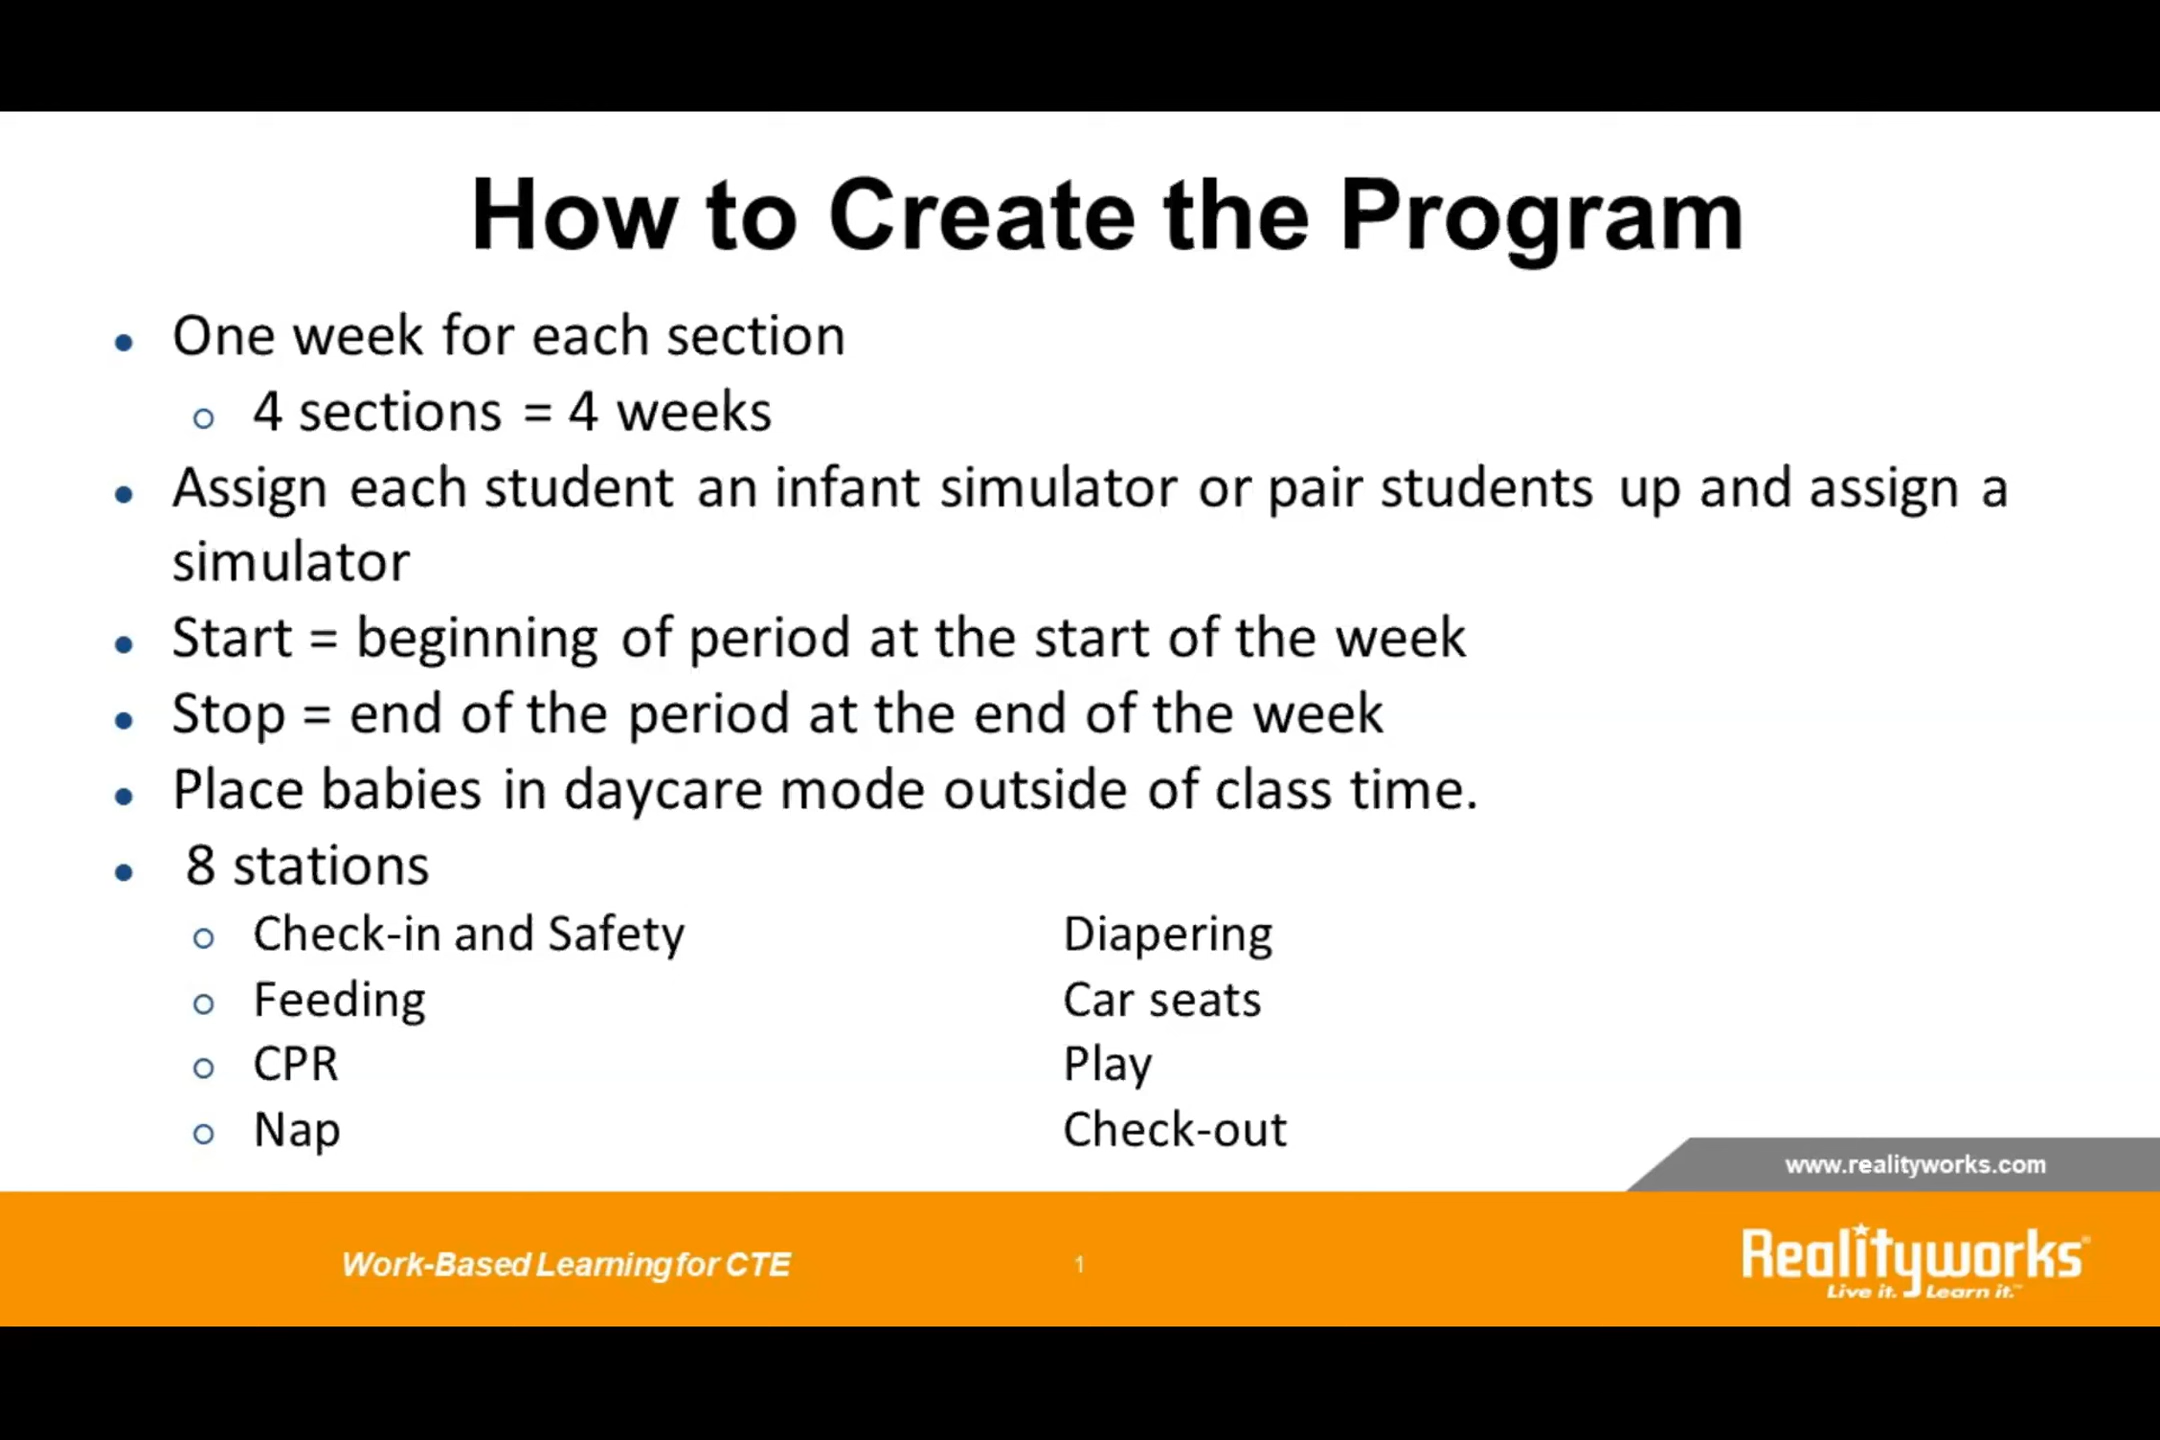 How to Create the Program
One week for each section
4 sections = 4 weeks
Assign each student an infant simulator or pair students up and assign a
simulator
Start = beginning of period at the start of the week
Stop = end of the period at the end of the week
Place babies in daycare mode outside of class time.
8 stations
Check-in and Safety
Feeding
CPR
Nap
Diapering
Car seats
Play
Check-out
www.realityworks.com
Work-Based Learning for CTE
1
Realityworks®
Live it. Learn it.™